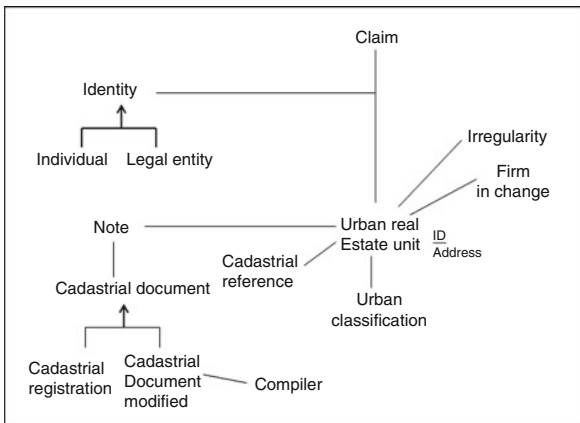 Claim
Identity
Individual
Legal entity
Irregularity
Firm
in change
Note
Urban real
Estate unit
ID
Address
Cadastrial
reference
Cadastrial document
Urban
classification
Cadastrial
registration
Cadastrial
Document
modified
Compiler